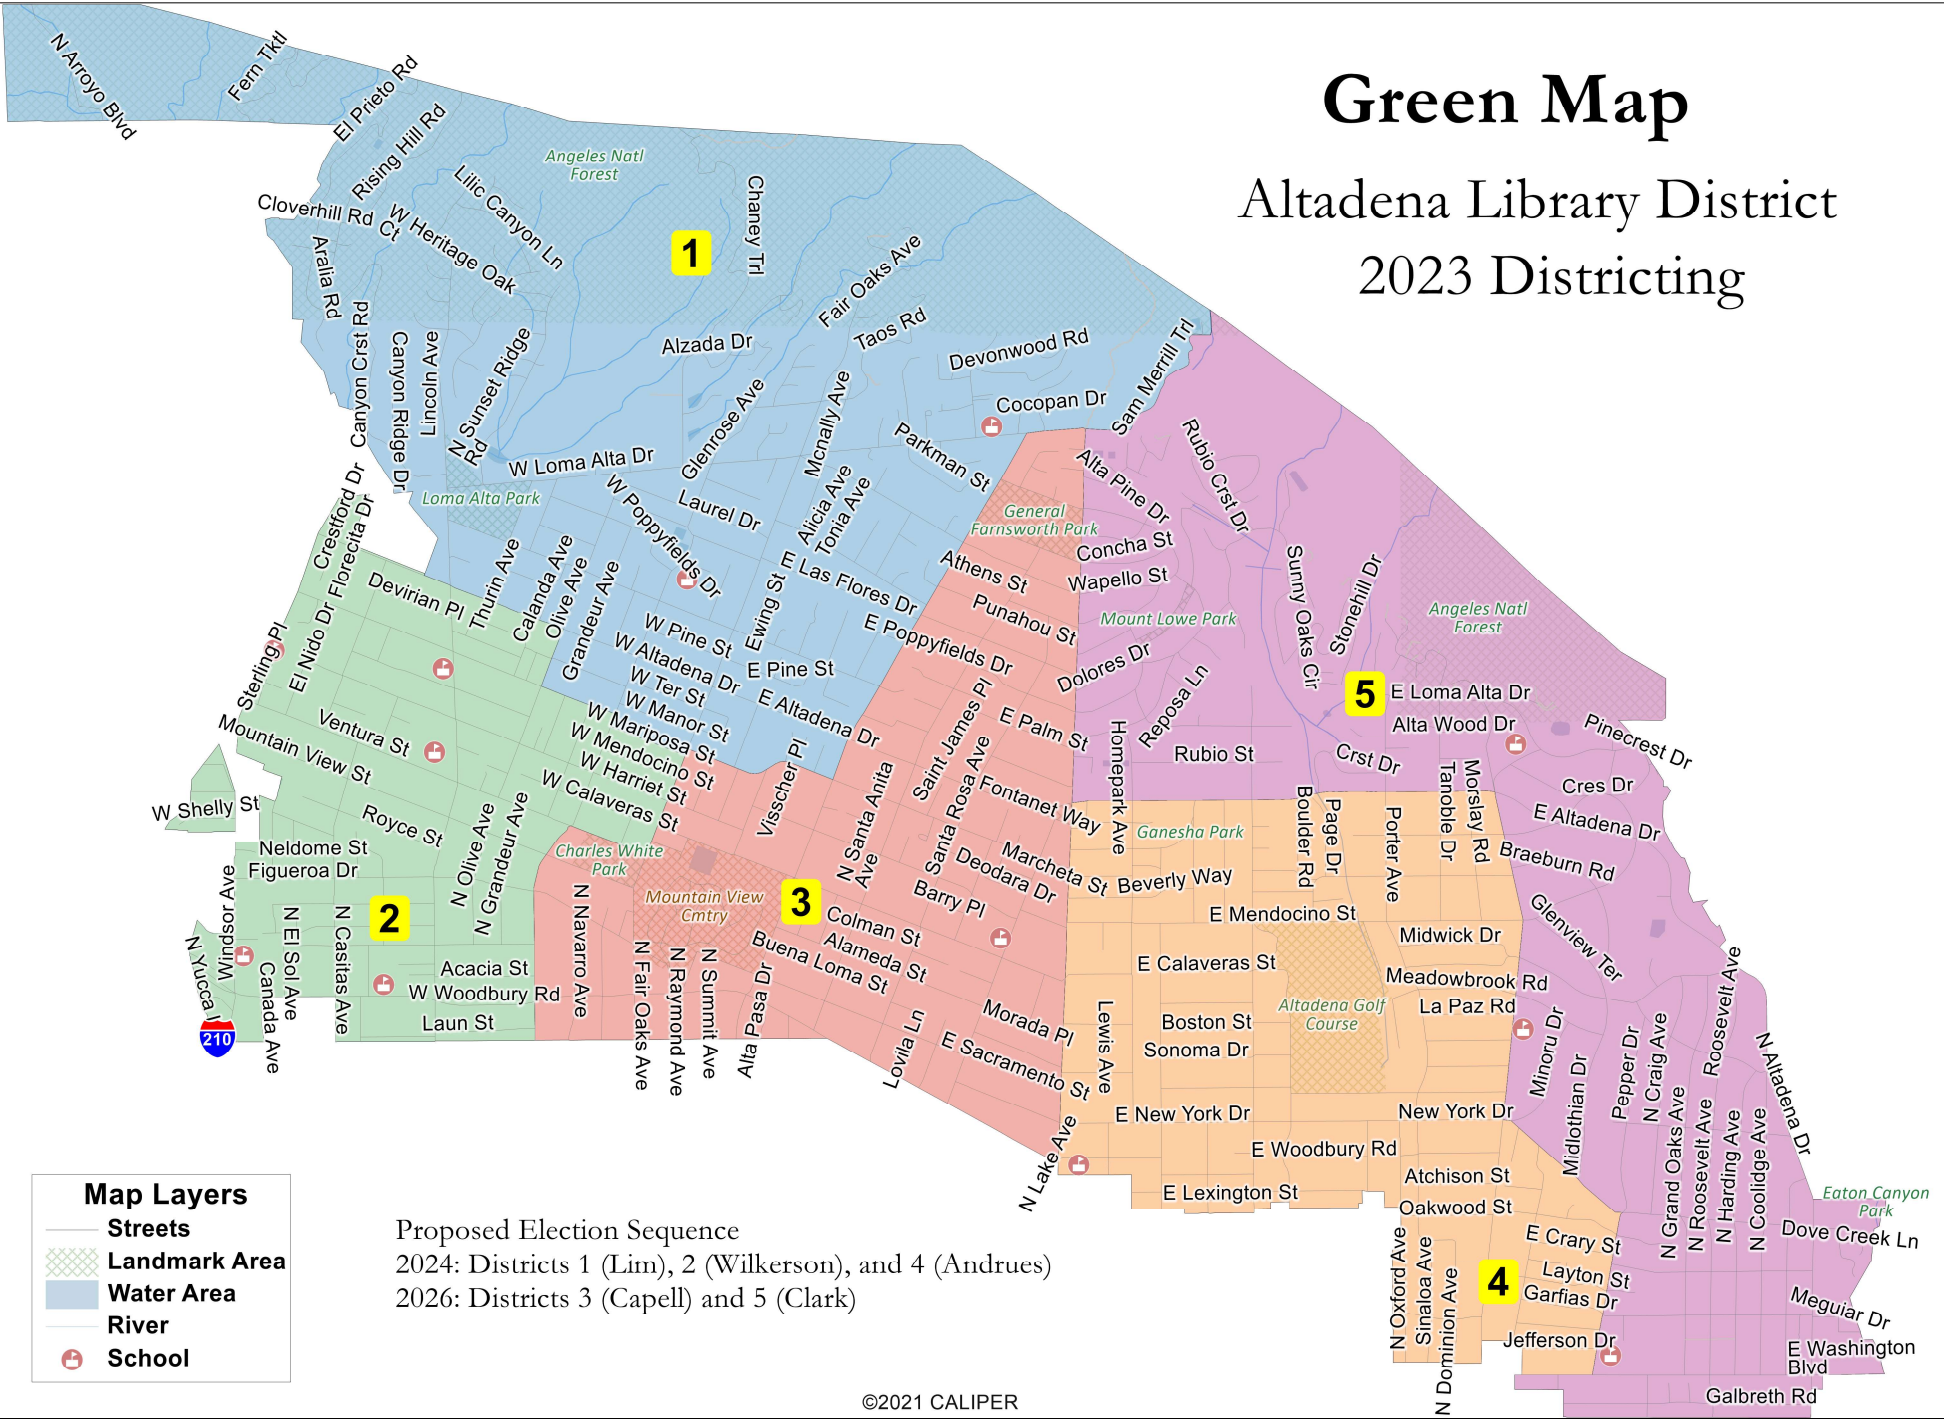 Green Map
Altadena Library District
2023 Districting
N Arroyo Blvd
Fern Tktl
El Prieto Rd
Rising Hill Rd
Angeles Natl
Forest
Lilic Canyon Ln
Chaney Trl
Cloverhill Rd
W Heritage Oak
Ct
Aralia Rd
1
Fair Oaks Ave
Taos Rd
Alzada Dr
Devonwood Rd
Sam Merrill Trl
Canyon Crst Rd
Canyon Ridge Dr
Lincoln Ave
N Sunset Ridge
Rd
Glenrose Ave
Mcnally Ave
Cocopan Dr
Parkman St
W Loma Alta Dr
Loma Alta Park
W Poppyfields Dr
Laurel Dr
Alicia Ave
Tonia Ave
Rubio Crst Dr
Alta Pine Dr
General
Farnsworth Park
Concha St
Wapello St
Crestford Dr
Florecita Dr
Devirian Pl
Thurin Ave
Calanda Ave
Olive Ave
Grandeur Ave
Ewing St
E Las Flores Dr
Athens St
Punahou St
Mount Lowe Park
Sunny Oaks Cir
Stonehill Dr
Angeles Natl
Forest
El Nido Dr
Sterling Pl
W Pine St
W Altadena Dr
W Ter St
W Manor St
E Pine St
E Poppyfields Dr
Dolores Dr
Reposa Ln
5
E Loma Alta Dr
Alta Wood Dr
Pinecrest Dr
Ventura St
Mountain View St
W Mariposa St
W Mendocino St
W Harriet St
W Calaveras St
E Altadena Dr
Visscher Pl
Saint James Pl
E Palm St
Homepark Ave
Rubio St
Crst Dr
Tanoble Dr
Morslay Rd
Cres Dr
E Altadena Dr
W Shelly St
Royce St
N Olive Ave
N Grandeur Ave
N Santa Anita
Ave
Santa Rosa Ave
Fontanet Way
Ganesha Park
Boulder Rd
Page Dr
Porter Ave
Braeburn Rd
Neldome St
Figueroa Dr
Charles White
Park
Mountain View
Cmtry
3
Marcheta St
Deodara Dr
Barry Pl
Beverly Way
E Mendocino St
Glenview Ter
Windsor Ave
2
N El Sol Ave
N Casitas Ave
N Navarro Ave
Colman St
Alameda St
Buena Loma St
Midwick Dr
E Calaveras St
Meadowbrook Rd
Acacia St
W Woodbury Rd
Laun St
Altadena Golf
Course
La Paz Rd
N Yucca
Canada Ave
210
N Fair Oaks Ave
N Raymond Ave
N Summit Ave
Alta Pasa Dr
Lovila Ln
Morada Pl
E Sacramento St
Lewis Ave
Boston St
Sonoma Dr
Minoru Dr
Midlothian Dr
Pepper Dr
N Craig Ave
Roosevelt Ave
N Altadena Dr
E New York Dr
New York Dr
N Grand Oaks Ave
N Roosevelt Ave
N Harding Ave
N Coolidge Ave
N Lake Ave
E Woodbury Rd
Atchison St
E Lexington St
Oakwood St
Eaton Canyon
Park
Dove Creek Ln
N Oxford Ave
Sinaloa Ave
N Dominion Ave
4
E Crary St
Layton St
Garfias Dr
Jefferson Dr
Meguiar Dr
E Washington
Blvd
Galbreth Rd
Map Layers
Streets
Landmark Area
Water Area
River
School
Proposed Election Sequence
2024: Districts 1 (Lim), 2 (Wilkerson), and 4 (Andrues)
2026: Districts 3 (Capell) and 5 (Clark)
©2021 CALIPER